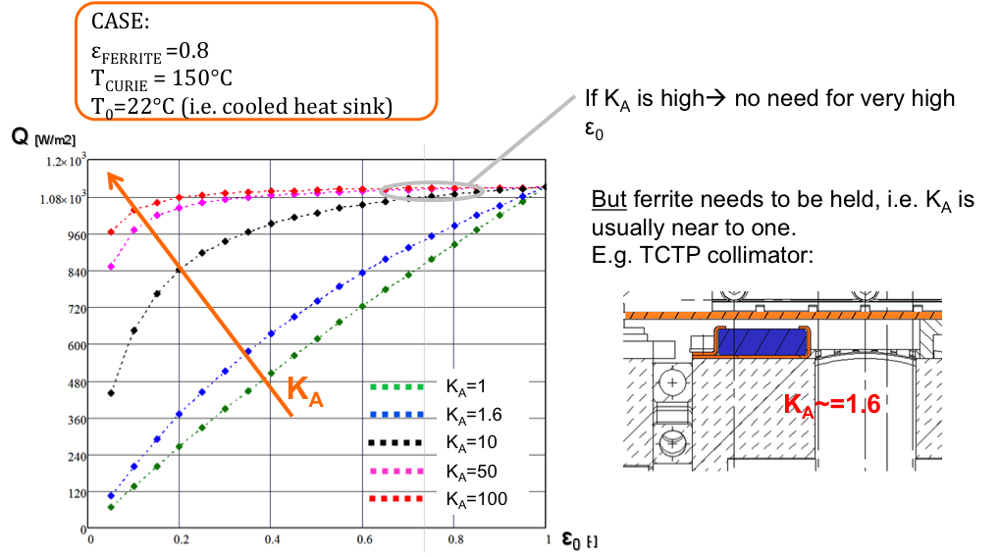 CASE:
εFERRITE =0.8
TCURIE = 150°C
T0=22°C (i.e. cooled heat sink)
If KA is high→ no need for very high
ε0
Q [W/m2]
1.2×10³
1.08×10³
960
840
720
600
480
360
240
120
0
0
0.2
0.4
0.6
0.8
1
ε0 [-]
KA
KA=1
KA=1.6
KA=10
KA=50
KA=100
But ferrite needs to be held, i.e. KA is
usually near to one.
E.g. TCTP collimator:
KA~=1.6